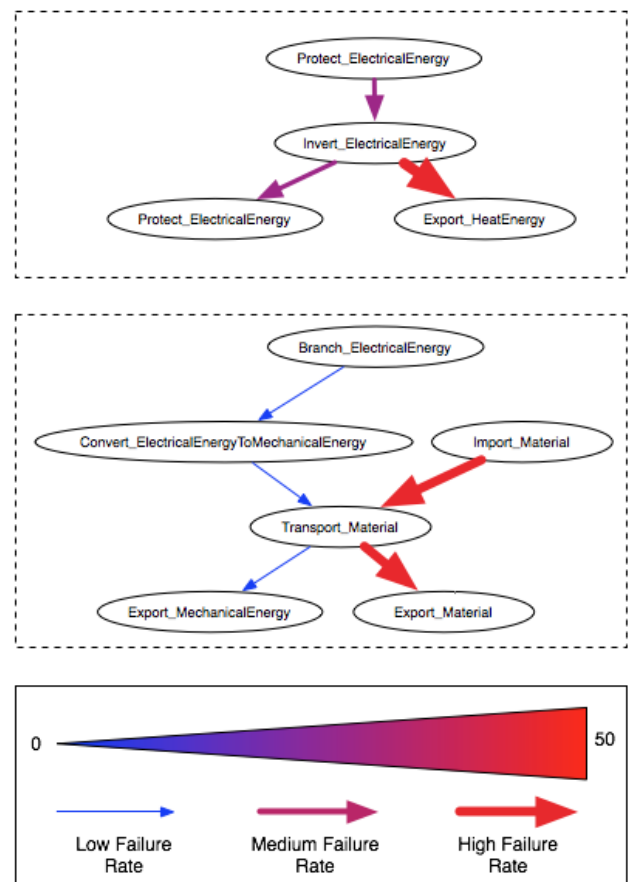 Protect_ElectricalEnergy
Invert_ElectricalEnergy
Protect_ElectricalEnergy
Export_HeatEnergy
Branch_ElectricalEnergy
Convert_ElectricalEnergyToMechanicalEnergy
Import_Material
Transport_Material
Export_MechanicalEnergy
Export_Material
0
50
Low Failure
Rate
Medium Failure
Rate
High Failure
Rate